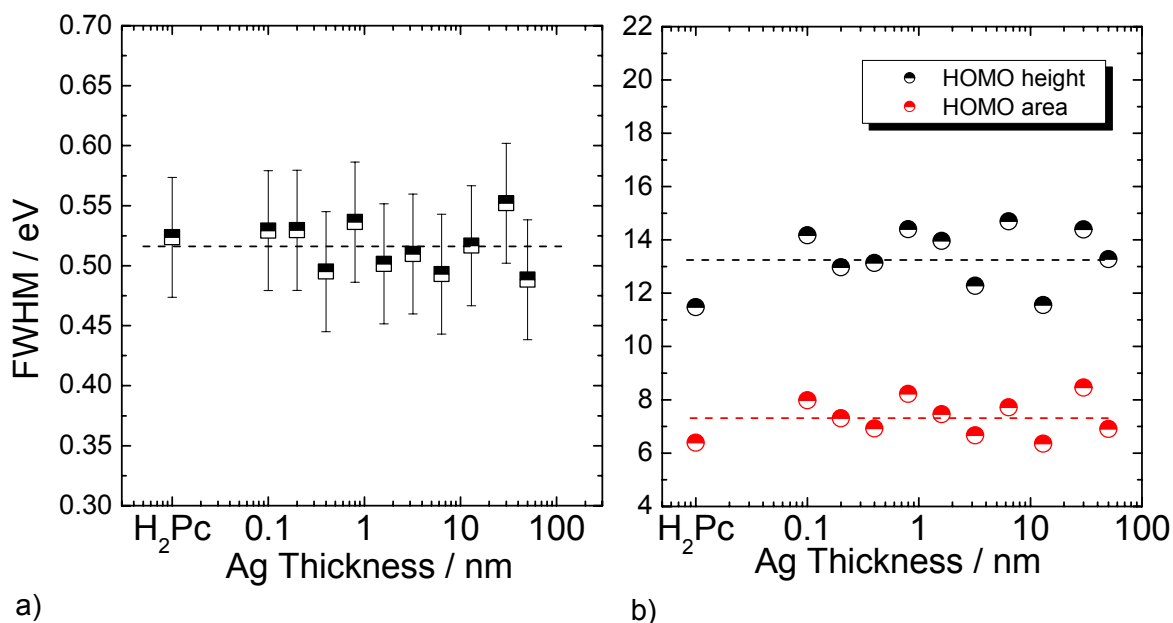 0.70
0.65
0.60
0.55
0.50
0.45
0.40
0.35
0.30
FWHM / eV
H₂Pc 0.1 1 10 100
Ag Thickness / nm
a)
22
20
18
16
14
12
10
8
6
4
HOMO height
HOMO area
H₂Pc 0.1 1 10 100
Ag Thickness / nm
b)